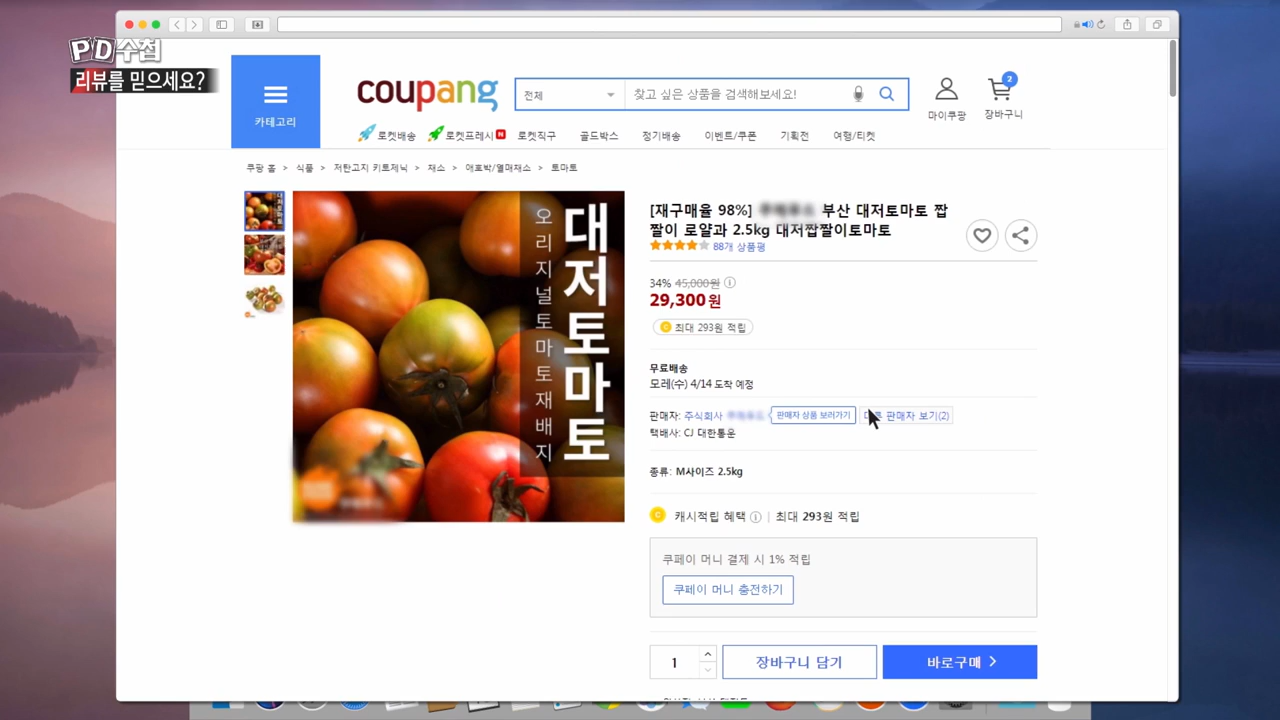 PD수첩
리뷰를 믿으세요?
카테고리
coupang
전체
찾고 싶은 상품을 검색해보세요!
마이쿠팡
2
장바구니
로켓배송
로켓프레시
로켓직구
골드박스
정기배송
이벤트/쿠폰
기획전
여행/티켓
쿠팡 홈 > 식품 > 저탄고지 키토제닉 > 채소 > 애호박/열매채소 > 토마토
대저토마토
오리지널토마토재배지
[재구매율 98%] 부산 대저토마토 짭
짤이 로얄과 2.5kg 대저짭짤이토마토
88개 상품평
34% 45,000원
29,300원
최대 293원 적립
무료배송
모레(수) 4/14 도착 예정
판매자: 주식회사 판매자 상품 보러가기 판매자 보기(2)
택배사: CJ 대한통운
종류: M사이즈 2.5kg
캐시적립 혜택 | 최대 293원 적립
쿠페이 머니 결제 시 1% 적립
쿠페이 머니 충전하기
1
장바구니 담기
바로구매 >